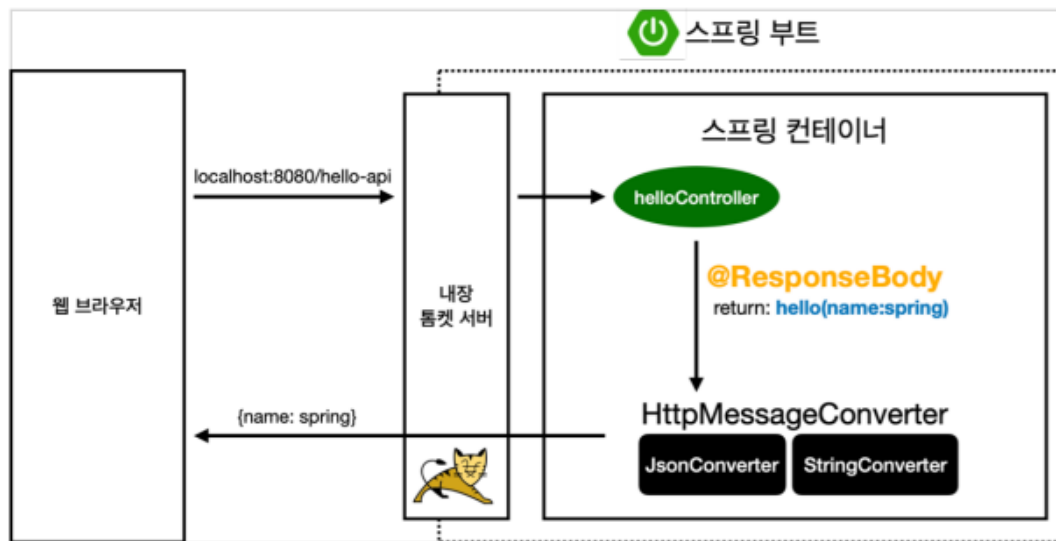 스프링 부트
스프링 컨테이너
localhost:8080/hello-api
helloController
@ResponseBody
return: hello(name:spring)
웹 브라우저
내장
톰켓 서버
{name: spring}
HttpMessageConverter
JsonConverter
StringConverter